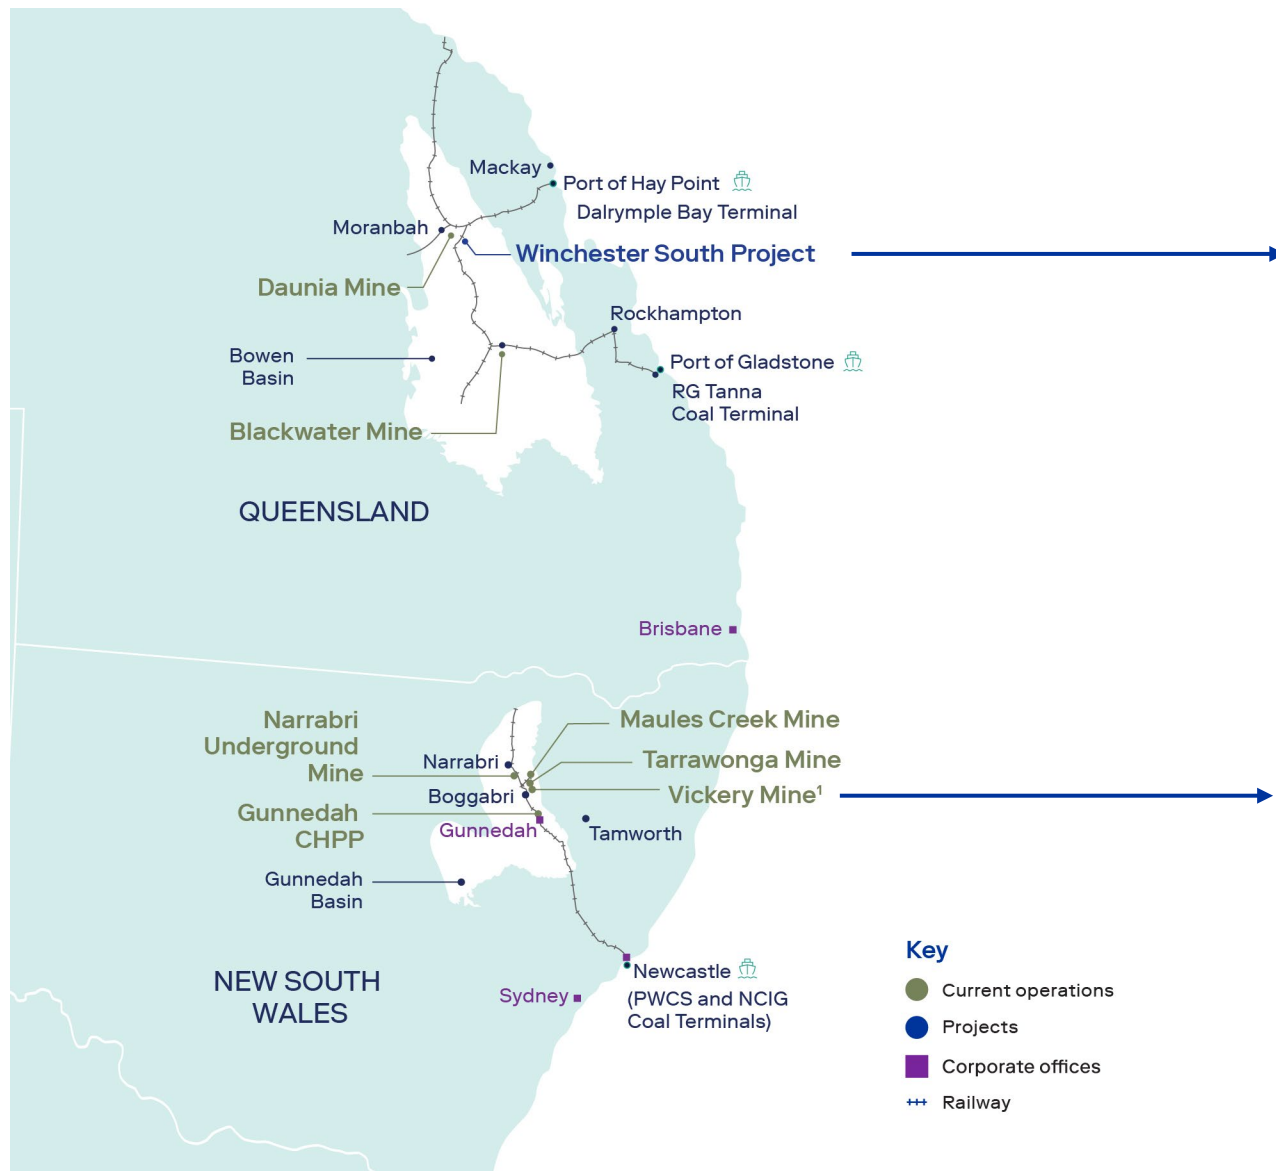 Mackay
Port of Hay Point
Dalrymple Bay Terminal
Moranbah
Winchester South Project
Daunia Mine
Rockhampton
Bowen
Basin
Port of Gladstone
RG Tanna
Coal Terminal
Blackwater Mine
QUEENSLAND
Brisbane
Narrabri
Underground
Mine
Maules Creek Mine
Narrabri
Tarrawonga Mine
Boggabri
Vickery Mine¹
Gunnedah
CHPP
Gunnedah
Tamworth
Gunnedah
Basin
NEW SOUTH
WALES
Newcastle
(PWCS and NCIG
Coal Terminals)
Sydney
Key
Current operations
Projects
Corporate offices
Railway